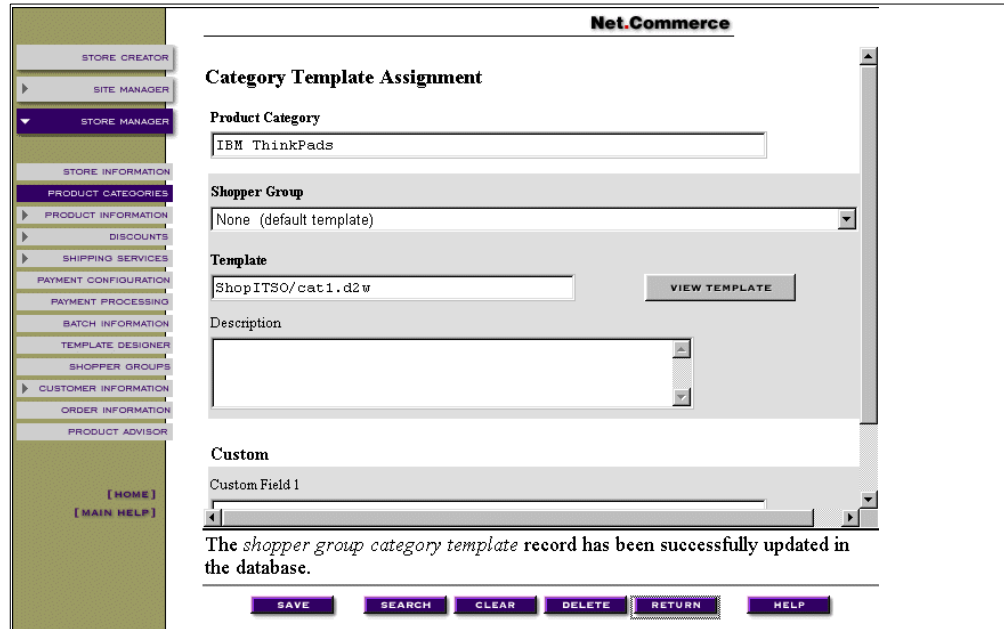 Net.Commerce
STORE CREATOR
SITE MANAGER
STORE MANAGER
STORE INFORMATION
PRODUCT CATEGORIES
PRODUCT INFORMATION
DISCOUNTS
SHIPPING SERVICES
PAYMENT CONFIGURATION
PAYMENT PROCESSING
BATCH INFORMATION
TEMPLATE DESIGNER
SHOPPER GROUPS
CUSTOMER INFORMATION
ORDER INFORMATION
PRODUCT ADVISOR
[HOME]
[MAIN HELP]
Category Template Assignment
Product Category
IBM ThinkPads
Shopper Group
None (default template)
Template
ShopITSO/cat1.d2w
VIEW TEMPLATE
Description
Custom
Custom Field 1
The shopper group category template record has been successfully updated in
the database.
SAVE SEARCH CLEAR DELETE RETURN HELP